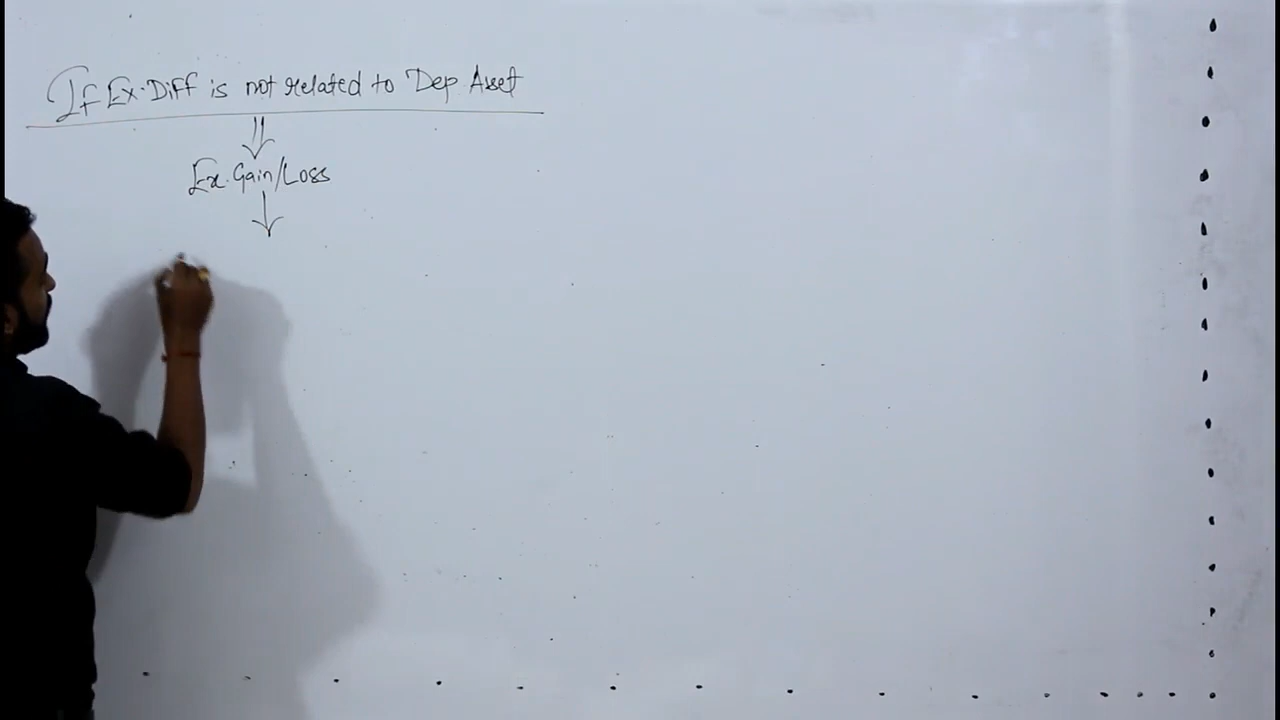 If Ex. Diff is not related to Dep Asset
Ex. Gain/Loss